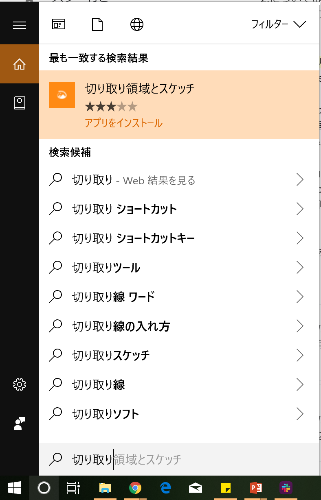 フィルター
最も一致する検索結果
切り取り領域とスケッチ
アプリをインストール
検索候補
切り取り - Web 結果を見る
切り取り ショートカット
切り取り ショートカットキー
切り取りツール
切り取り線 ワード
切り取り線の入れ方
切り取りスケッチ
切り取り線
切り取りソフト
切り取り領域とスケッチ